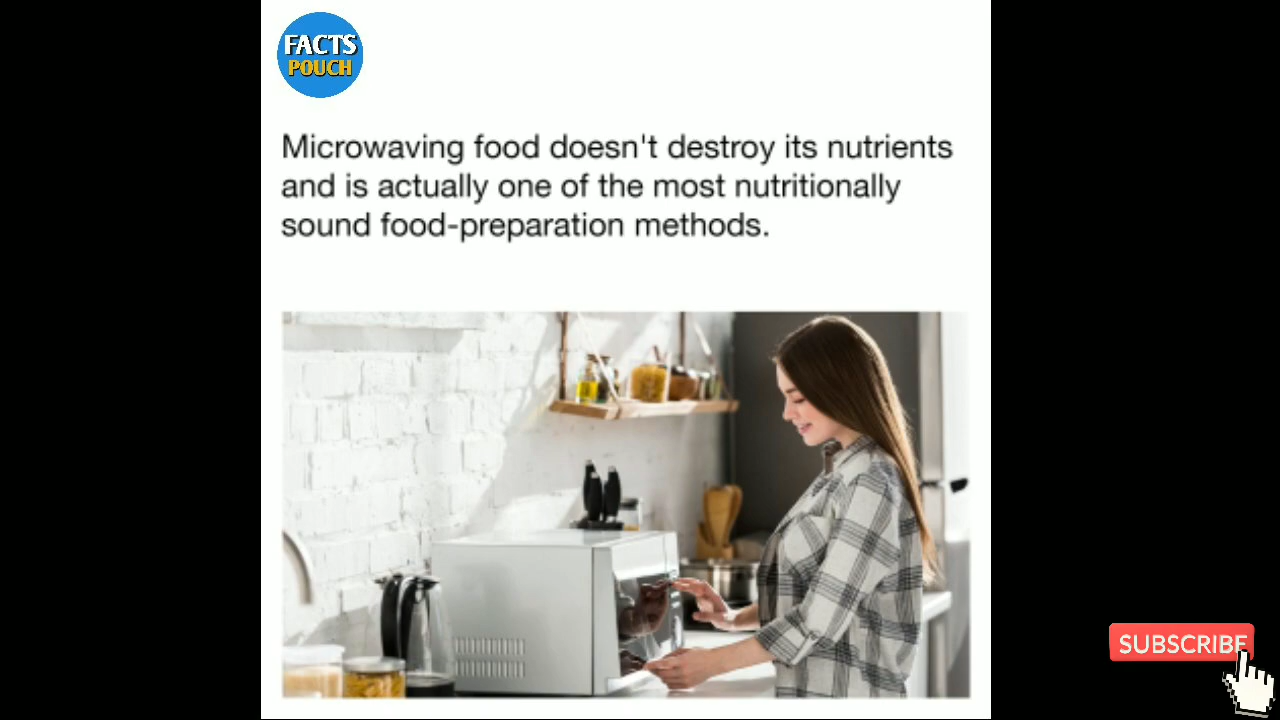 FACTS
POUCH
Microwaving food doesn't destroy its nutrients
and is actually one of the most nutritionally
sound food-preparation methods.
SUBSCRIBE